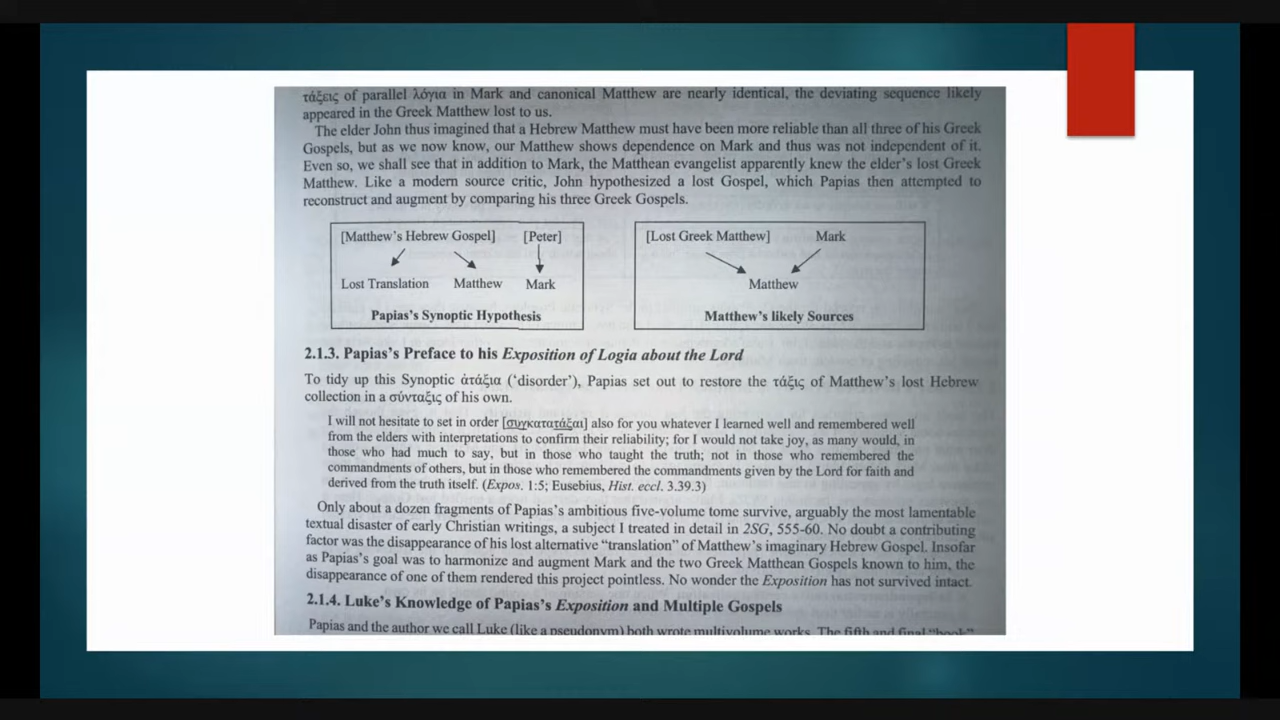 τάξεις of parallel λόγια in Mark and canonical Matthew are nearly identical, the deviating sequence likely
appeared in the Greek Matthew lost to us.
The elder John thus imagined that a Hebrew Matthew must have been more reliable than all three of his Greek
Gospels, but as we now know, our Matthew shows dependence on Mark and thus was not independent of it.
Even so, we shall see that in addition to Mark, the Matthean evangelist apparently knew the elder's lost Greek
Matthew. Like a modern source critic, John hypothesized a lost Gospel, which Papias then attempted to
reconstruct and augment by comparing his three Greek Gospels.
[Matthew's Hebrew Gospel] [Peter]
Lost Translation Matthew Mark
Papias's Synoptic Hypothesis
[Lost Greek Matthew] Mark
Matthew
Matthew's likely Sources
2.1.3. Papias's Preface to his Exposition of Logia about the Lord
To tidy up this Synoptic ἀτάξια ('disorder'), Papias set out to restore the τάξις of Matthew's lost Hebrew
collection in a σύνταξις of his own.
I will not hesitate to set in order [συγκατατάξαι] also for you whatever I learned well and remembered well
from the elders with interpretations to confirm their reliability; for I would not take joy, as many would, in
those who had much to say, but in those who taught the truth; not in those who remembered the
commandments of others, but in those who remembered the commandments given by the Lord for faith and
derived from the truth itself. (Expos. 1:5; Eusebius, Hist. eccl. 3.39.3)
Only about a dozen fragments of Papias's ambitious five-volume tome survive, arguably the most lamentable
textual disaster of early Christian writings, a subject I treated in detail in 2SG, 555-60. No doubt a contributing
factor was the disappearance of his lost alternative "translation" of Matthew's imaginary Hebrew Gospel. Insofar
as Papias's goal was to harmonize and augment Mark and the two Greek Matthean Gospels known to him, the
disappearance of one of them rendered this project pointless. No wonder the Exposition has not survived intact.
2.1.4. Luke's Knowledge of Papias's Exposition and Multiple Gospels
Papias and the author we call Luke (like a pseudonym) both wrote multivolume works. The fifth and final "book"